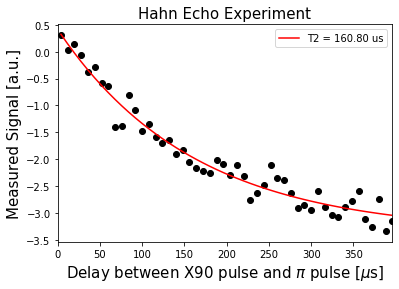 Hahn Echo Experiment
T2 = 160.80 us
Measured Signal [a.u.]
0.5
0.0
−0.5
−1.0
−1.5
−2.0
−2.5
−3.0
−3.5
0 50 100 150 200 250 300 350
Delay between X90 pulse and π pulse [μs]